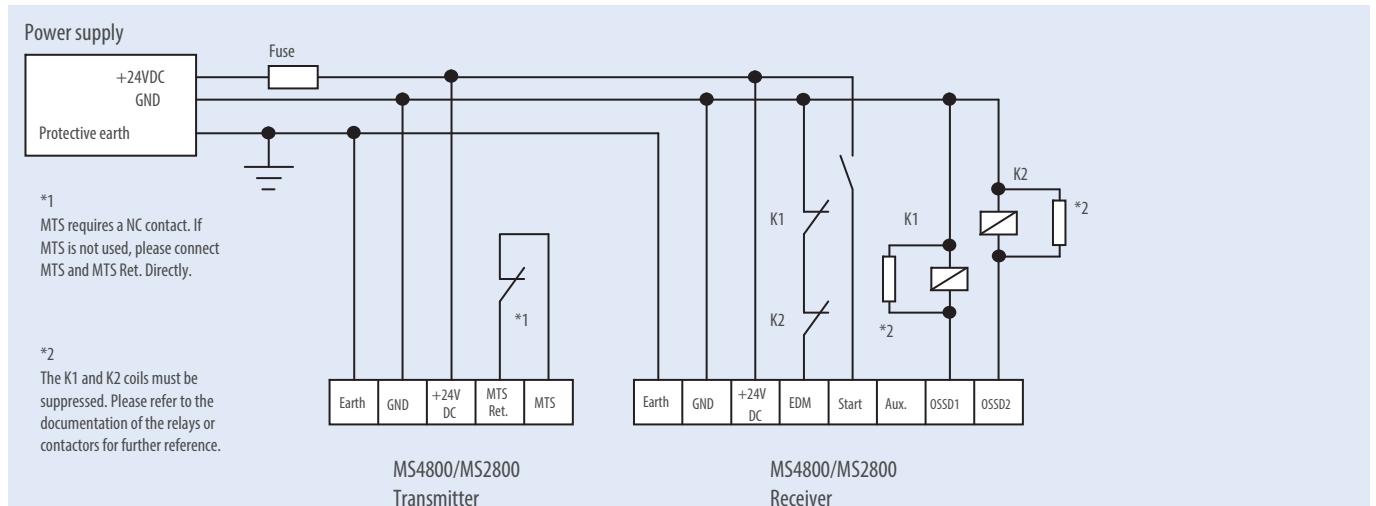 Power supply
Fuse
+24VDC
GND
Protective earth
*1
MTS requires a NC contact. If
MTS is not used, please connect
MTS and MTS Ret. Directly.
*2
The K1 and K2 coils must be
suppressed. Please refer to the
documentation of the relays or
contactors for further reference.
*1
K1
K2
K1
*2
K2
*2
Earth
GND
+24V
DC
MTS
Ret.
MTS
MS4800/MS2800
Transmitter
Earth
GND
+24V
DC
EDM
Start
Aux.
OSSD1
OSSD2
MS4800/MS2800
Receiver